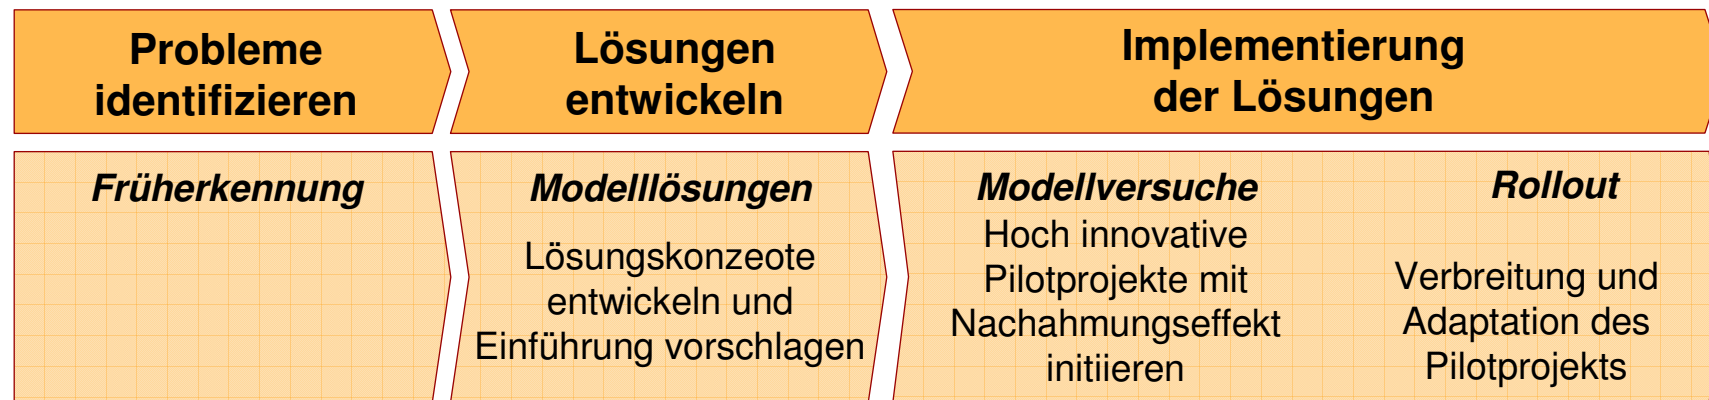 Probleme
identifizieren
Lösungen
entwickeln
Implementierung
der Lösungen
Früherkennung
Modelllösungen
Lösungskonzeote
entwickeln und
Einführung vorschlagen
Modellversuche
Hoch innovative
Pilotprojekte mit
Nachahmungseffekt
initiieren
Rollout
Verbreitung und
Adaptation des
Pilotprojekts